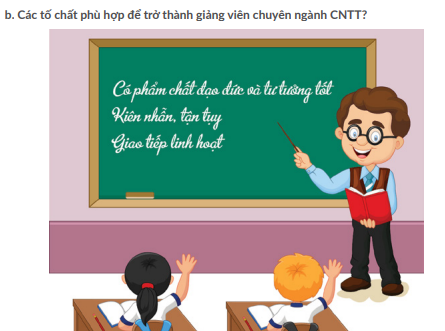 b. Các tố chất phù hợp để trở thành giảng viên chuyên ngành CNTT?
Có phẩm chất đạo đức và tư tưởng tốt
Kiên nhẫn, tận tụy
Giao tiếp linh hoạt